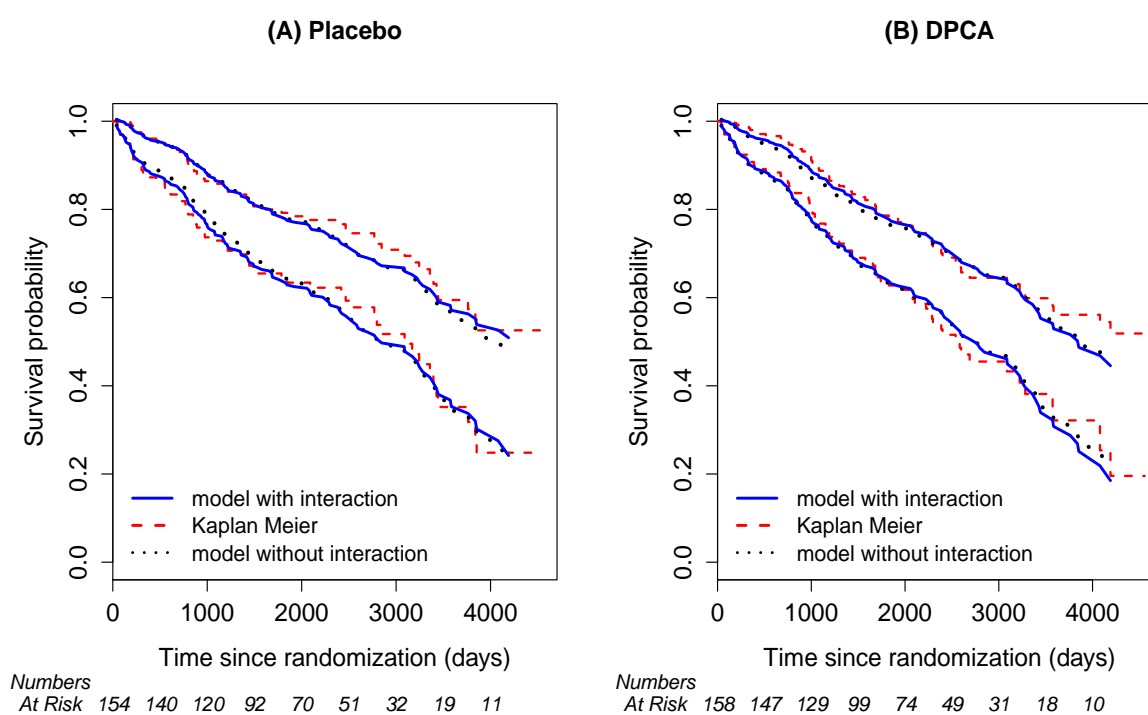 (A) Placebo
Survival probability
1.0
0.8
0.6
0.4
0.2
0.0
model with interaction
Kaplan Meier
model without interaction
0 1000 2000 3000 4000
Time since randomization (days)
Numbers
At Risk 154 140 120 92 70 51 32 19 11
(B) DPCA
Survival probability
1.0
0.8
0.6
0.4
0.2
0.0
model with interaction
Kaplan Meier
model without interaction
0 1000 2000 3000 4000
Time since randomization (days)
Numbers
At Risk 158 147 129 99 74 49 31 18 10